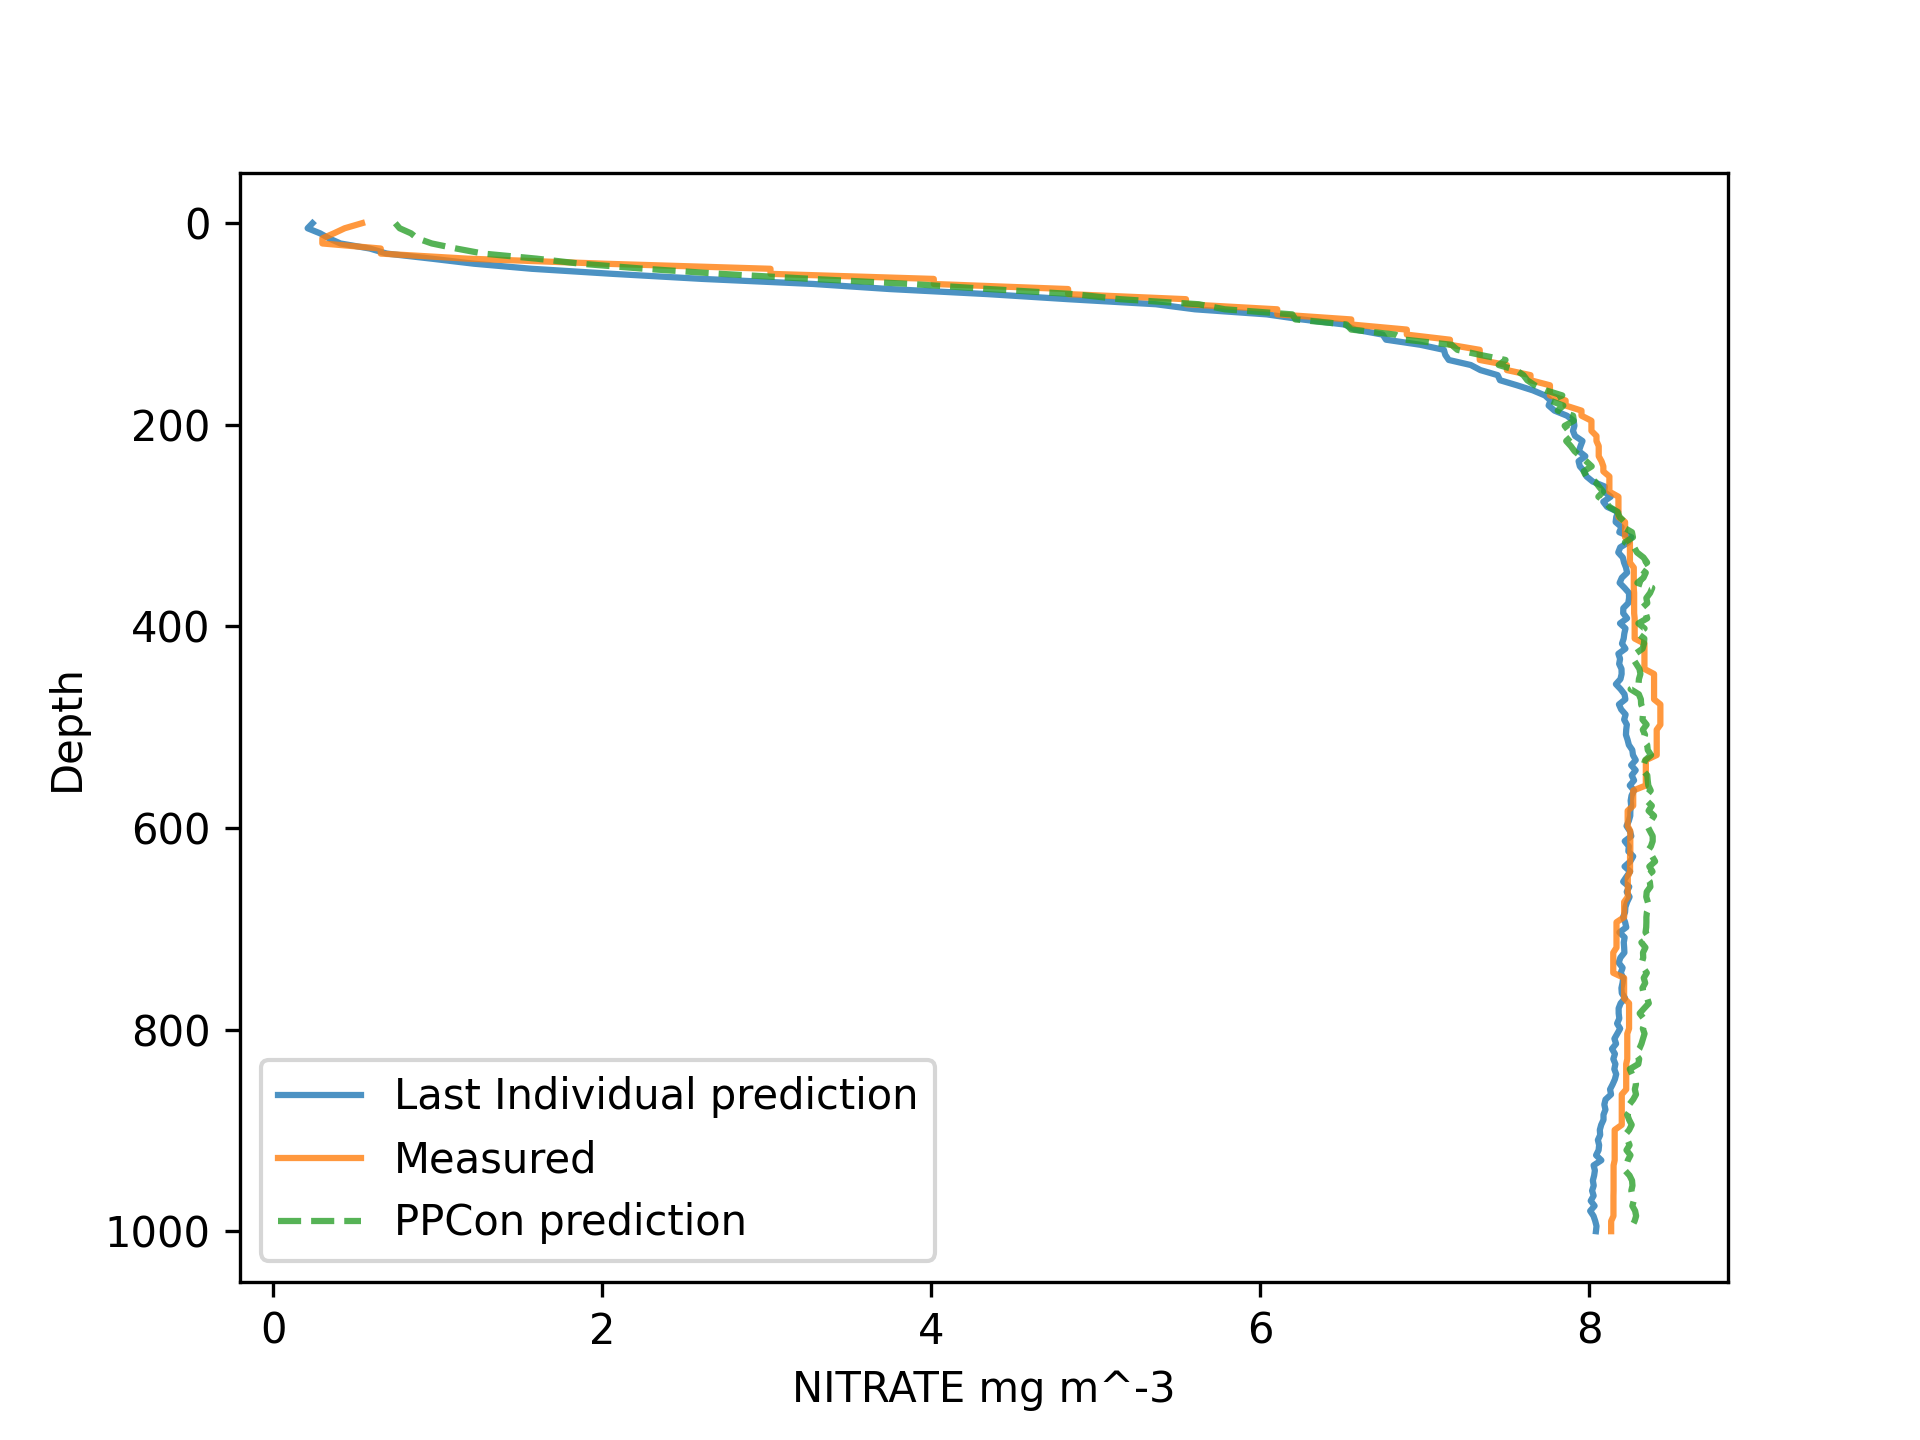 0
200
400
600
800
1000
Depth
Last Individual prediction
Measured
PPCon prediction
0 2 4 6 8
NITRATE mg m^-3